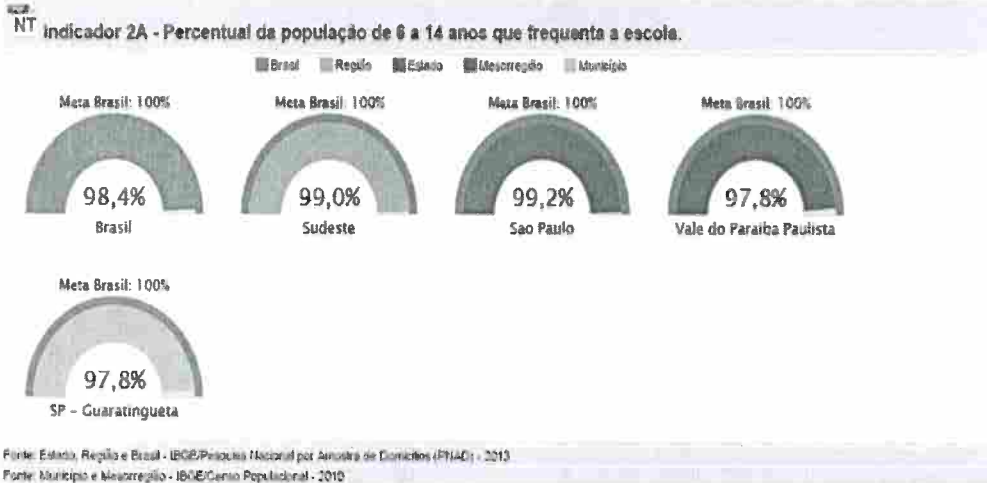 NT Indicador 2A - Percentual da população de 6 a 14 anos que frequenta a escola.
Brasil Região Estado Mesorregião Município
Meta Brasil: 100% Meta Brasil: 100% Meta Brasil: 100% Meta Brasil: 100%
98,4% 99,0% 99,2% 97,8%
Brasil Sudeste Sao Paulo Vale do Paraiba Paulista
Meta Brasil: 100%
97,8%
SP - Guaratingueta
Fonte: Estado, Região e Brasil - IBGE/Pesquisa Nacional por Amostra de Domicílios (PNAD) - 2013
Fonte: Município e Mesorregião - IBGE/Censo Populacional - 2010